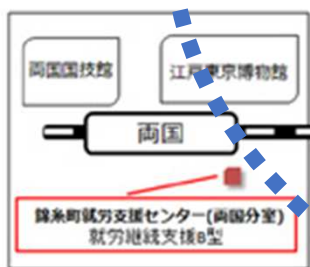 両国国技館
江戸東京博物館
両国
錦糸町就労支援センター(両国分室)
就労継続支援B型